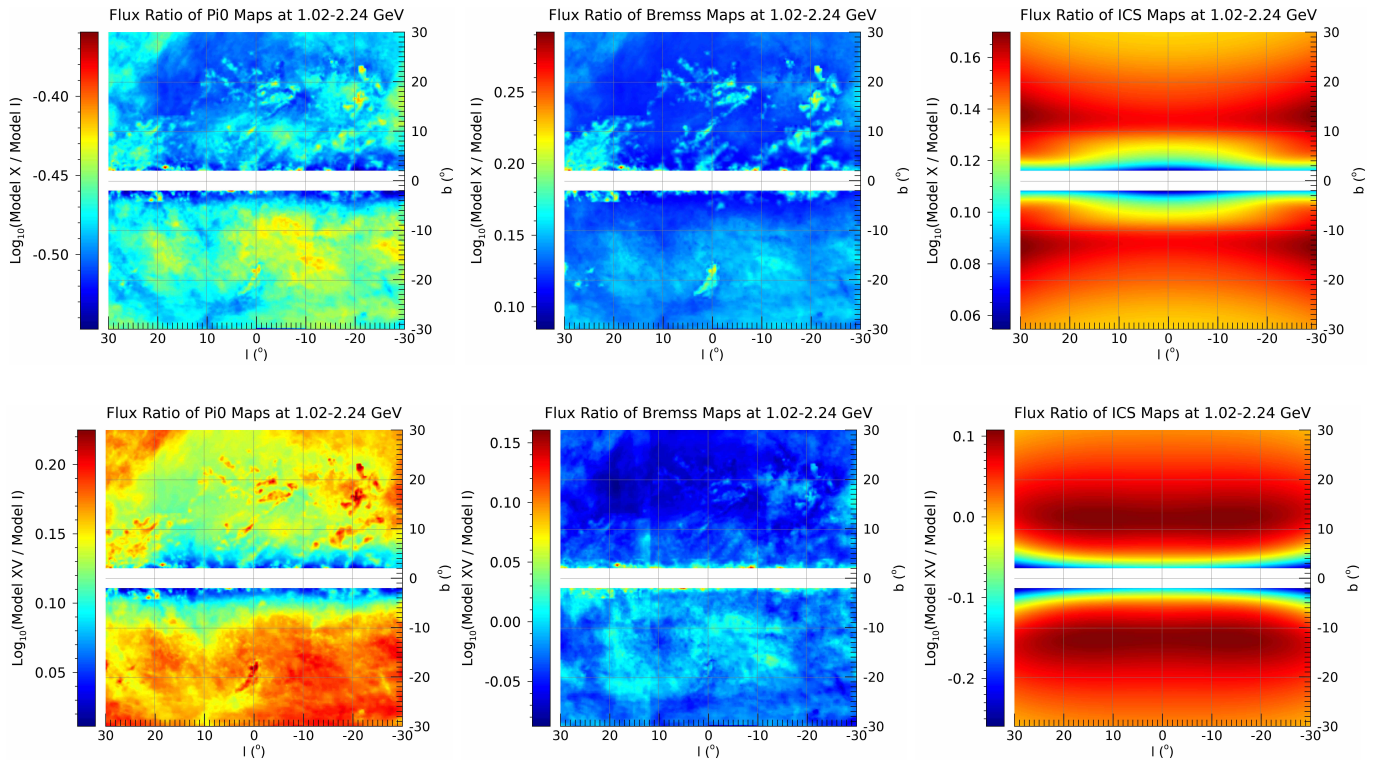 Flux Ratio of Pi0 Maps at 1.02-2.24 GeV
Log₁₀(Model X / Model I)
-0.40
-0.45
-0.50
30
20
10
0
-10
-20
-30
b (°)
30 20 10 0 -10 -20 -30
l (°)
Flux Ratio of Bremss Maps at 1.02-2.24 GeV
Log₁₀(Model X / Model I)
0.25
0.20
0.15
0.10
30
20
10
0
-10
-20
-30
b (°)
30 20 10 0 -10 -20 -30
l (°)
Flux Ratio of ICS Maps at 1.02-2.24 GeV
Log₁₀(Model X / Model I)
0.16
0.14
0.12
0.10
0.08
0.06
30
20
10
0
-10
-20
-30
b (°)
30 20 10 0 -10 -20 -30
l (°)
Flux Ratio of Pi0 Maps at 1.02-2.24 GeV
Log₁₀(Model XV / Model I)
0.20
0.15
0.10
0.05
30
20
10
0
-10
-20
-30
b (°)
30 20 10 0 -10 -20 -30
l (°)
Flux Ratio of Bremss Maps at 1.02-2.24 GeV
Log₁₀(Model XV / Model I)
0.15
0.10
0.05
0.00
-0.05
30
20
10
0
-10
-20
-30
b (°)
30 20 10 0 -10 -20 -30
l (°)
Flux Ratio of ICS Maps at 1.02-2.24 GeV
Log₁₀(Model XV / Model I)
0.1
0.0
-0.1
-0.2
30
20
10
0
-10
-20
-30
b (°)
30 20 10 0 -10 -20 -30
l (°)